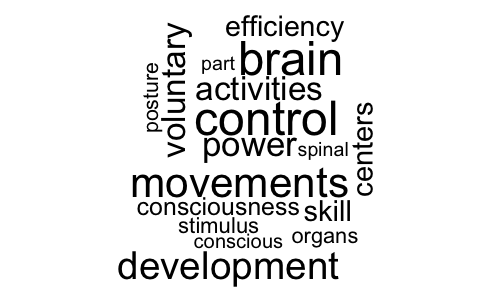 efficiency
posture
voluntary
part
brain
activities
control
power
spinal
centers
movements
consciousness
skill
stimulus
conscious
organs
development